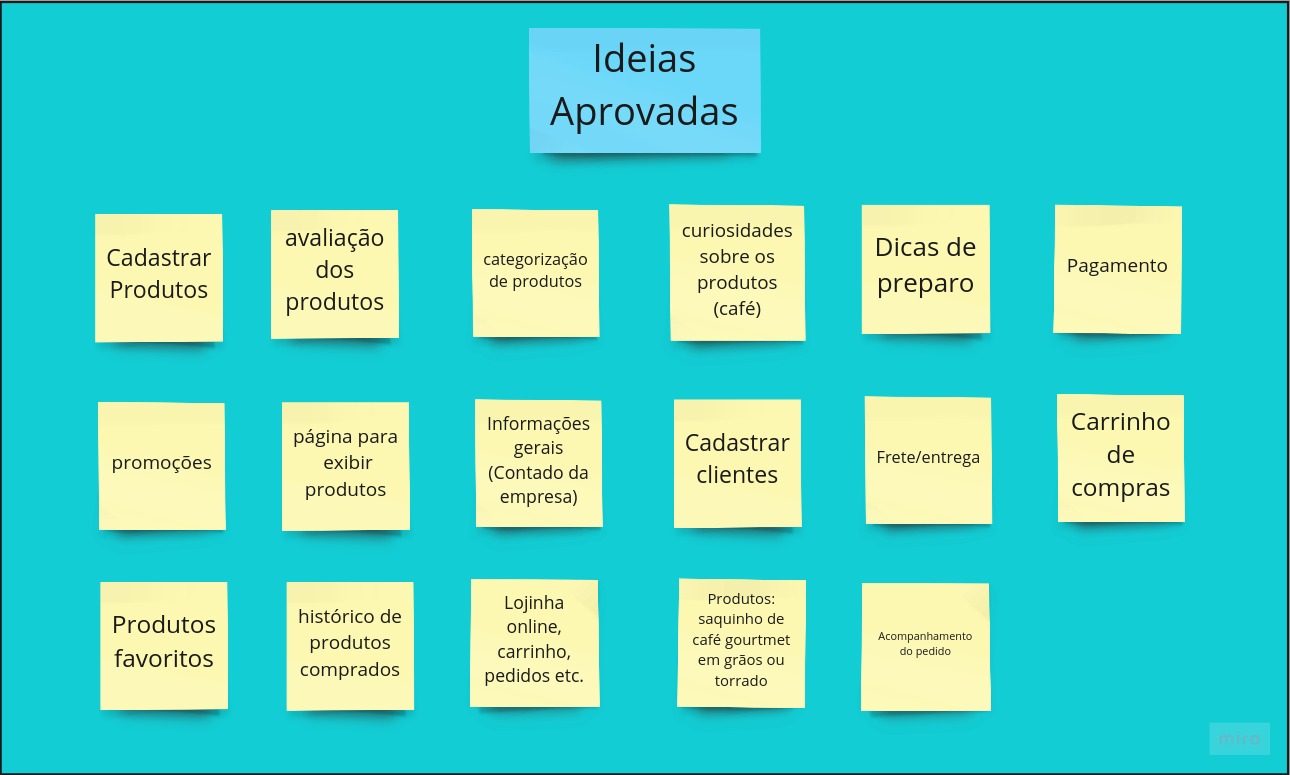 Ideias
Aprovadas
Cadastrar
Produtos
avaliação
dos
produtos
categorização
de produtos
curiosidades
sobre os
produtos
(café)
Dicas de
preparo
Pagamento
promoções
página para
exibir
produtos
Informações
gerais
(Contado da
empresa)
Cadastrar
clientes
Frete/entrega
Carrinho
de
compras
Produtos
favoritos
histórico de
produtos
comprados
Lojinha
online,
carrinho,
pedidos etc.
Produtos:
saquinho de
café gourtmet
em grãos ou
torrado
Acompanhamento
do pedido
miro